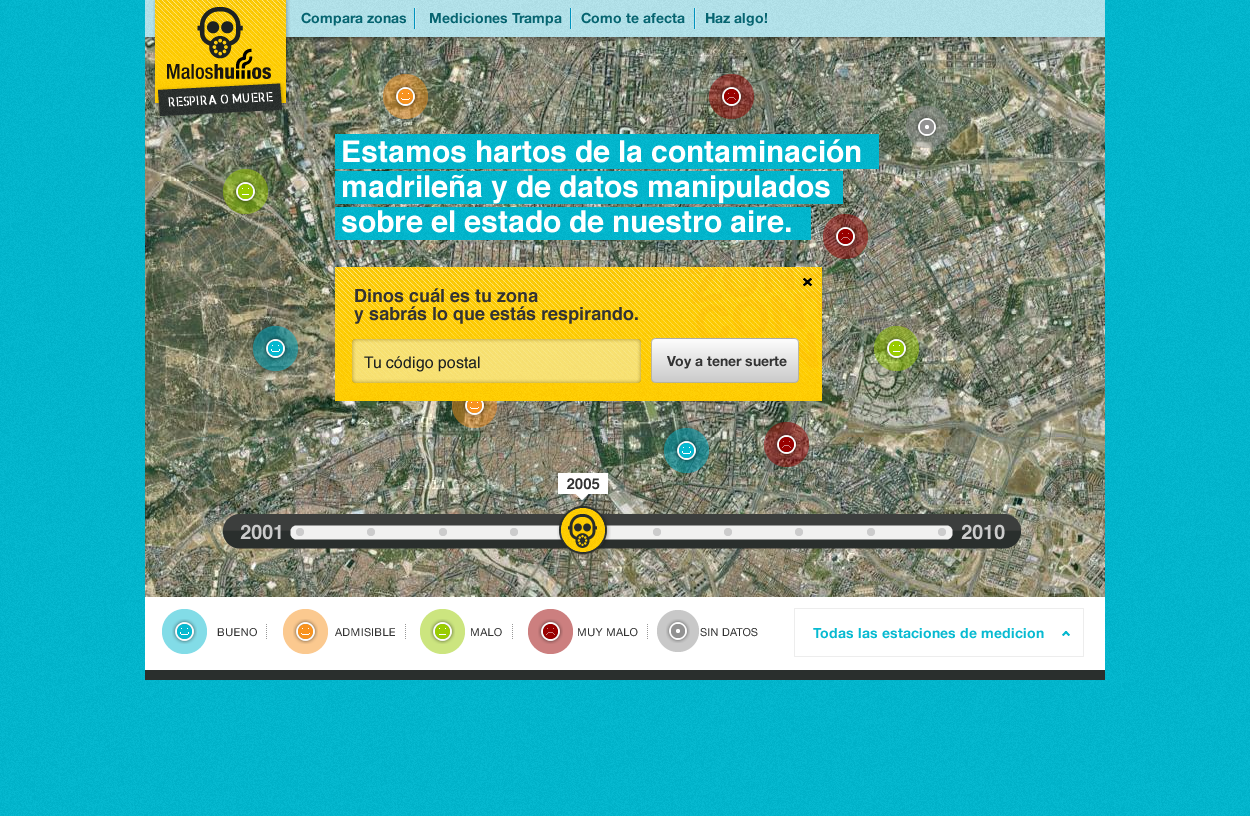 Compara zonas
Mediciones Trampa
Como te afecta
Haz algo!
Maloshumos
RESPIRA O MUERE
Estamos hartos de la contaminación
madrileña y de datos manipulados
sobre el estado de nuestro aire.
Dinos cuál es tu zona
y sabrás lo que estás respirando.
Tu código postal
Voy a tener suerte
2005
2001
2010
BUENO
ADMISIBLE
MALO
MUY MALO
SIN DATOS
Todas las estaciones de medicion